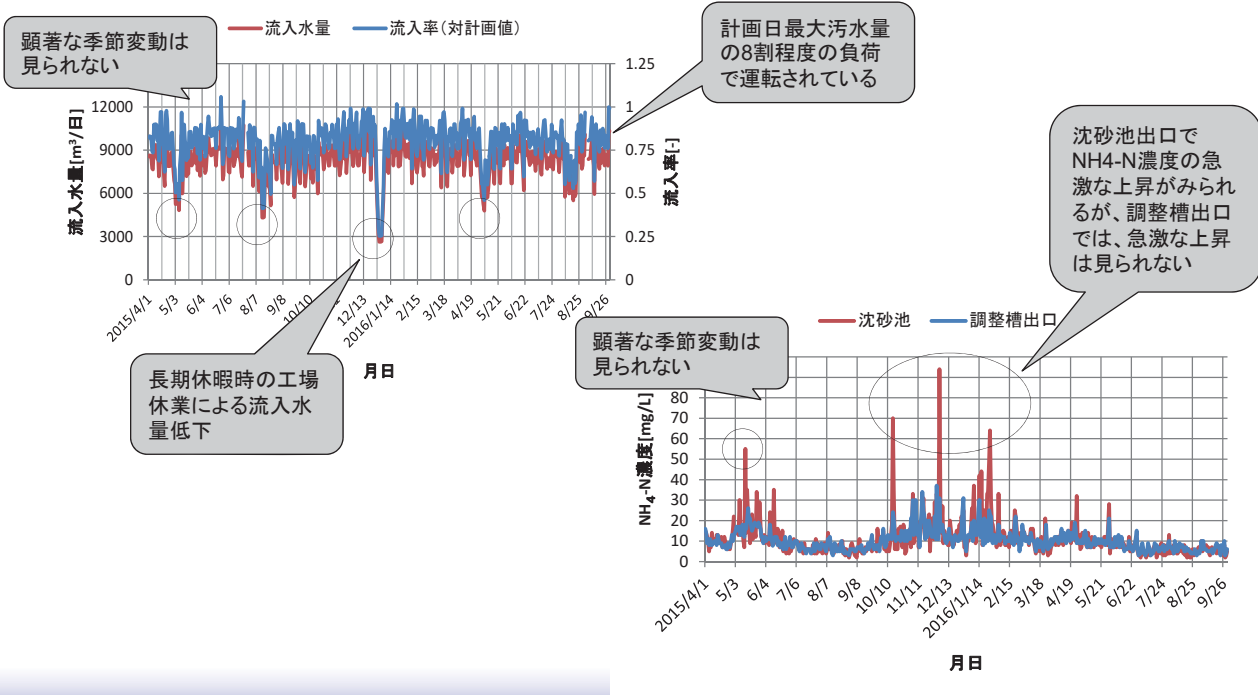 顕著な季節変動は
見られない
流入水量
流入率(対計画値)
計画日最大汚水量
の8割程度の負荷
で運転されている
流入水量[m³/日]
12000
9000
6000
3000
0
1.25
1
0.75
0.5
0.25
0
流入率[-]
2015/4/1
5/3
6/4
7/6
8/7
9/8
10/10
12/13
2016/1/14
2/15
3/18
4/19
5/21
6/22
7/24
8/25
9/26
月日
長期休暇時の工場
休業による流入水
量低下
沈砂池出口で
NH4-N濃度の急
激な上昇がみられ
るが、調整槽出口
では、急激な上昇
は見られない
顕著な季節変動は
見られない
沈砂池
調整槽出口
NH₄-N濃度[mg/L]
80
70
60
50
40
30
20
10
0
2015/4/1
5/3
6/4
7/6
8/7
9/8
10/10
11/11
12/13
2016/1/14
2/15
3/18
4/19
5/21
6/22
7/24
8/25
9/26
月日